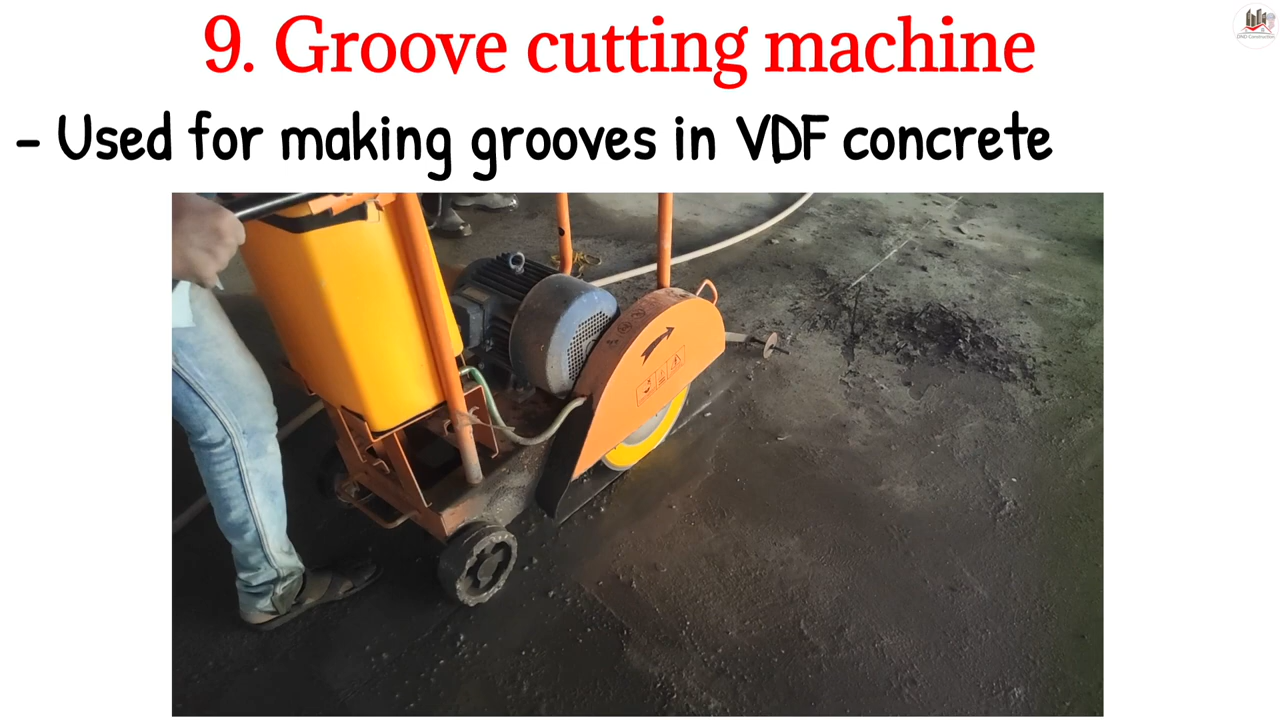 9. Groove cutting machine
- Used for making grooves in VDF concrete